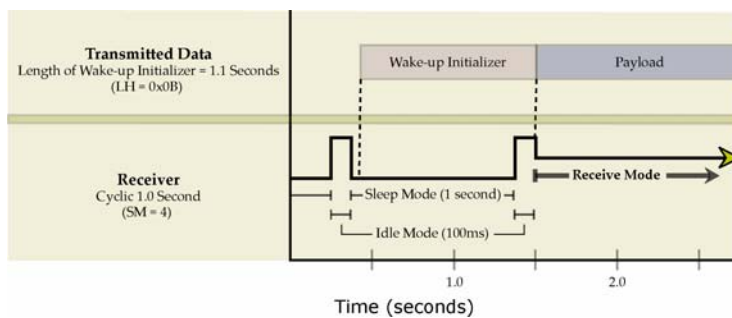 Transmitted Data
Length of Wake-up Initializer = 1.1 Seconds
(LH = 0x0B)
Wake-up Initializer
Payload
Receiver
Cyclic 1.0 Second
(SM = 4)
Sleep Mode (1 second)
Receive Mode
Idle Mode (100ms)
1.0
2.0
Time (seconds)